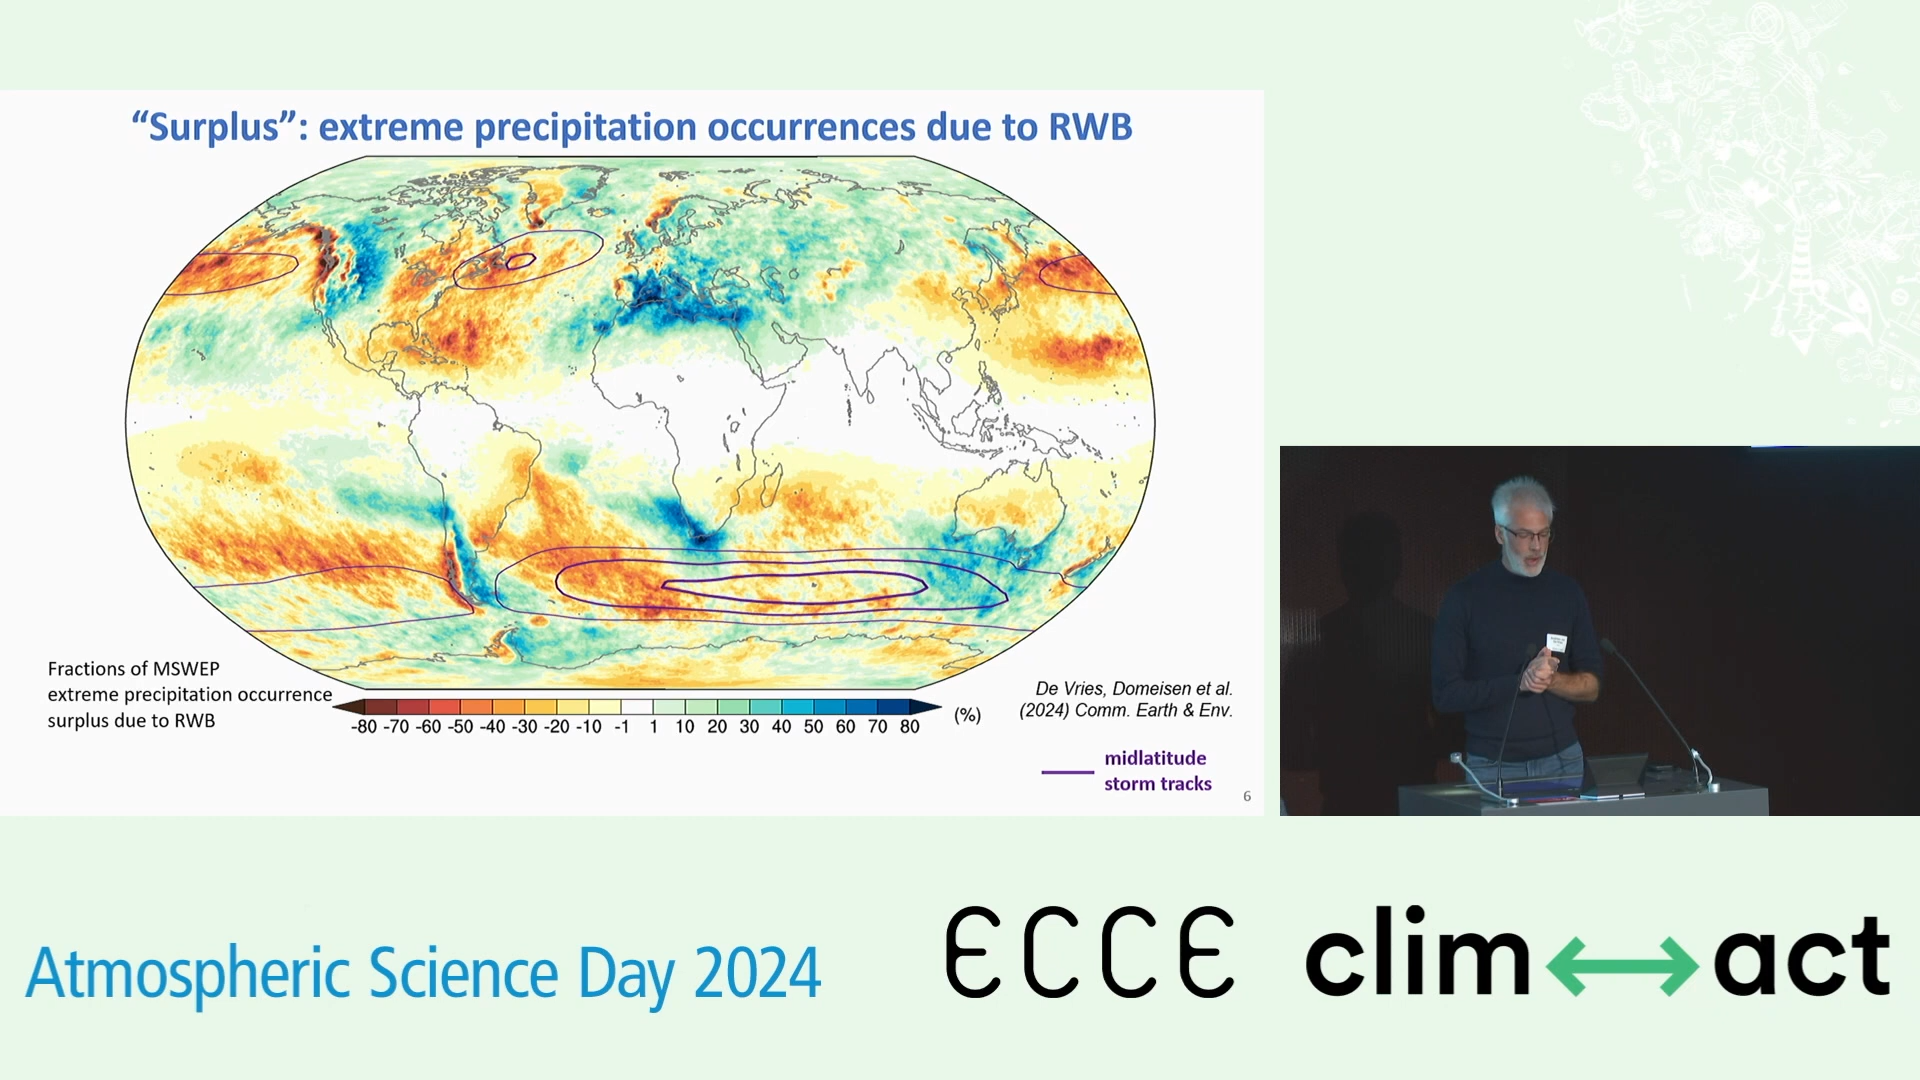 “Surplus”: extreme precipitation occurrences due to RWB
Fractions of MSWEP
extreme precipitation occurrence
surplus due to RWB
-80 -70 -60 -50 -40 -30 -20 -10 -1 1 10 20 30 40 50 60 70 80
(%)
De Vries, Domeisen et al.
(2024) Comm. Earth & Env.
midlatitude
storm tracks
6
Atmospheric Science Day 2024
ECCE
clim act